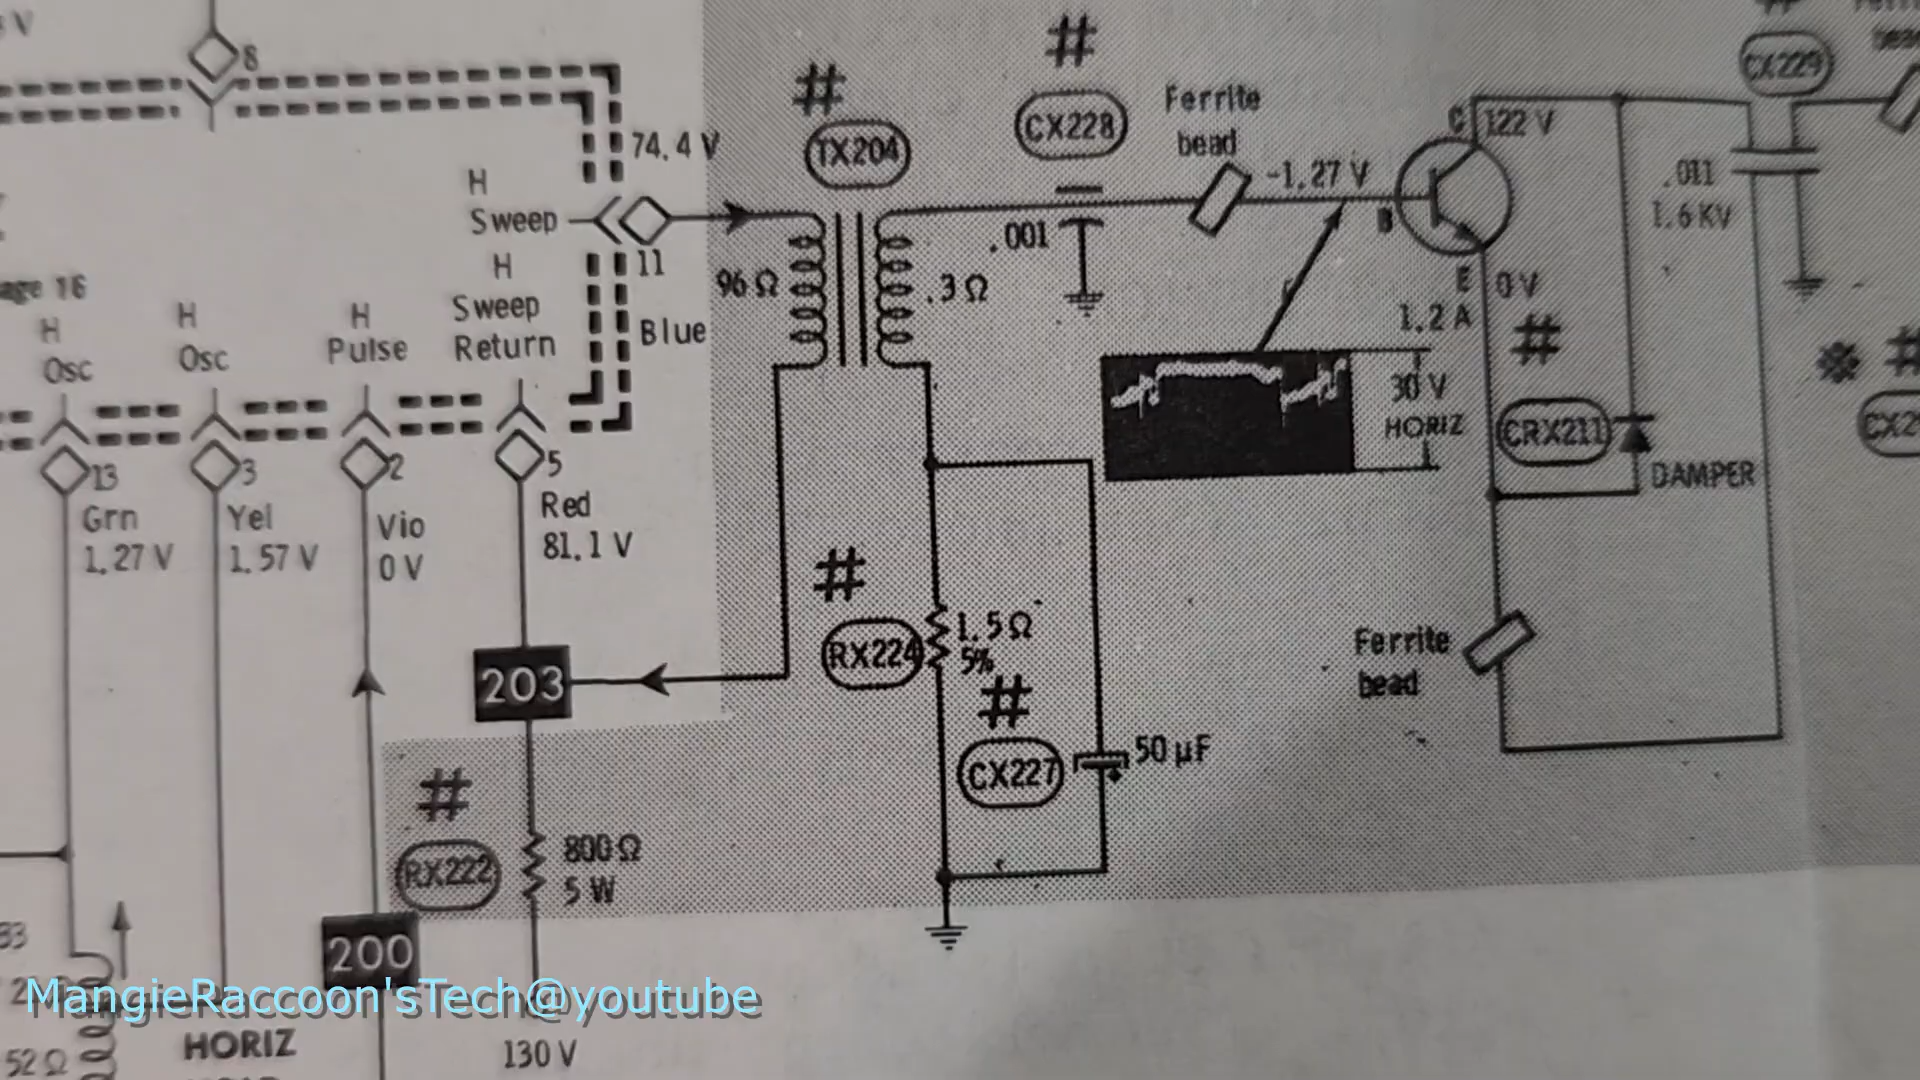 V
8
74.4 V
#
TX204
#
CX228
Ferrite
bead
-1.27 V
C 122 V
CX229
.011
1.6 KV
H
Sweep
11
.001
B
E 0 V
1.2 A
96 Ω
.3 Ω
H
Sweep
Return
Blue
age 16
H
Osc
H
Osc
H
Pulse
30 V
HORIZ
#
CRX211
DAMPER
#
13
Grn
1.27 V
3
Yel
1.57 V
2
Vio
0 V
5
Red
81.1 V
#
RX224
1.5 Ω
5%
203
Ferrite
bead
#
CX227
50 µF
#
RX222
800 Ω
5 W
200
MangieRaccoon'sTech@youtube
52 Ω
HORIZ
130 V